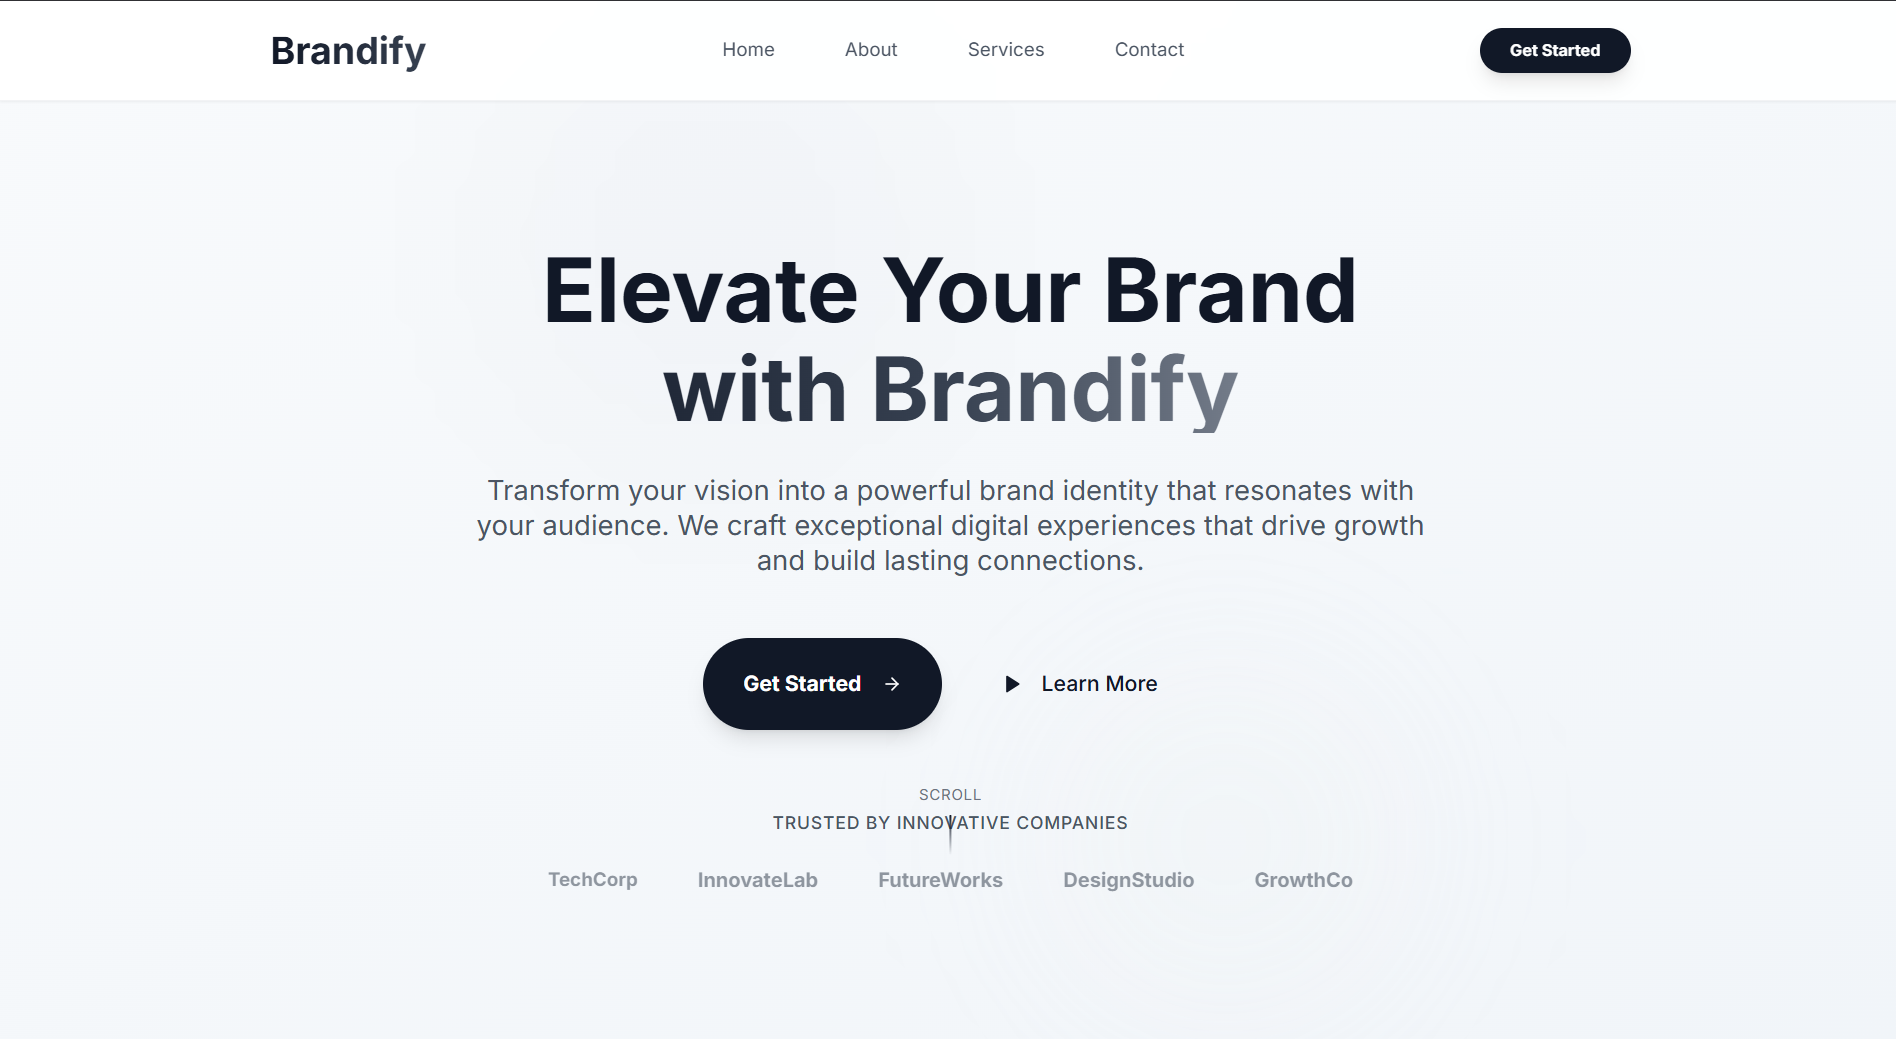 Brandify
Home
About
Services
Contact
Get Started
Elevate Your Brand
with Brandify
Transform your vision into a powerful brand identity that resonates with
your audience. We craft exceptional digital experiences that drive growth
and build lasting connections.
Get Started
Learn More
SCROLL
TRUSTED BY INNOVATIVE COMPANIES
TechCorp
InnovateLab
FutureWorks
DesignStudio
GrowthCo